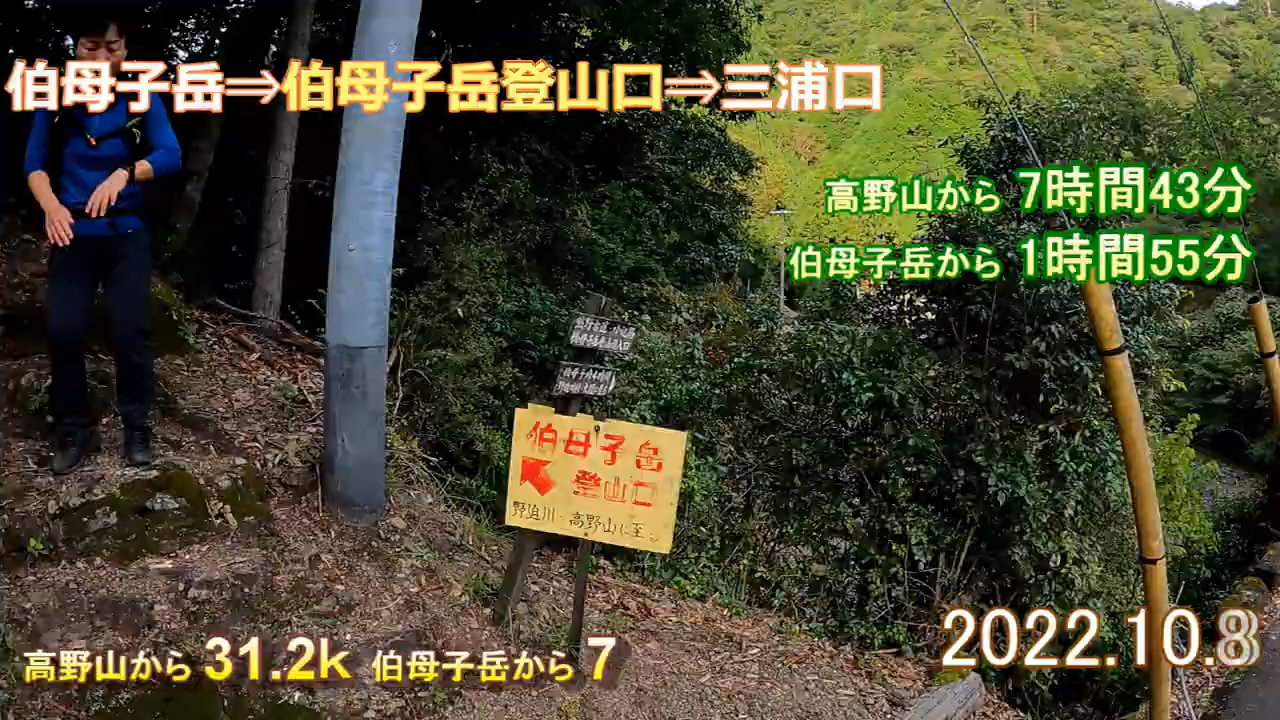 伯母子岳⇒伯母子岳登山口⇒三浦口
高野山から 7時間43分
伯母子岳から 1時間55分
伯母子岳
登山口
野迫川・高野山に至る
2022.10.8
高野山から 31.2k 伯母子岳から 7